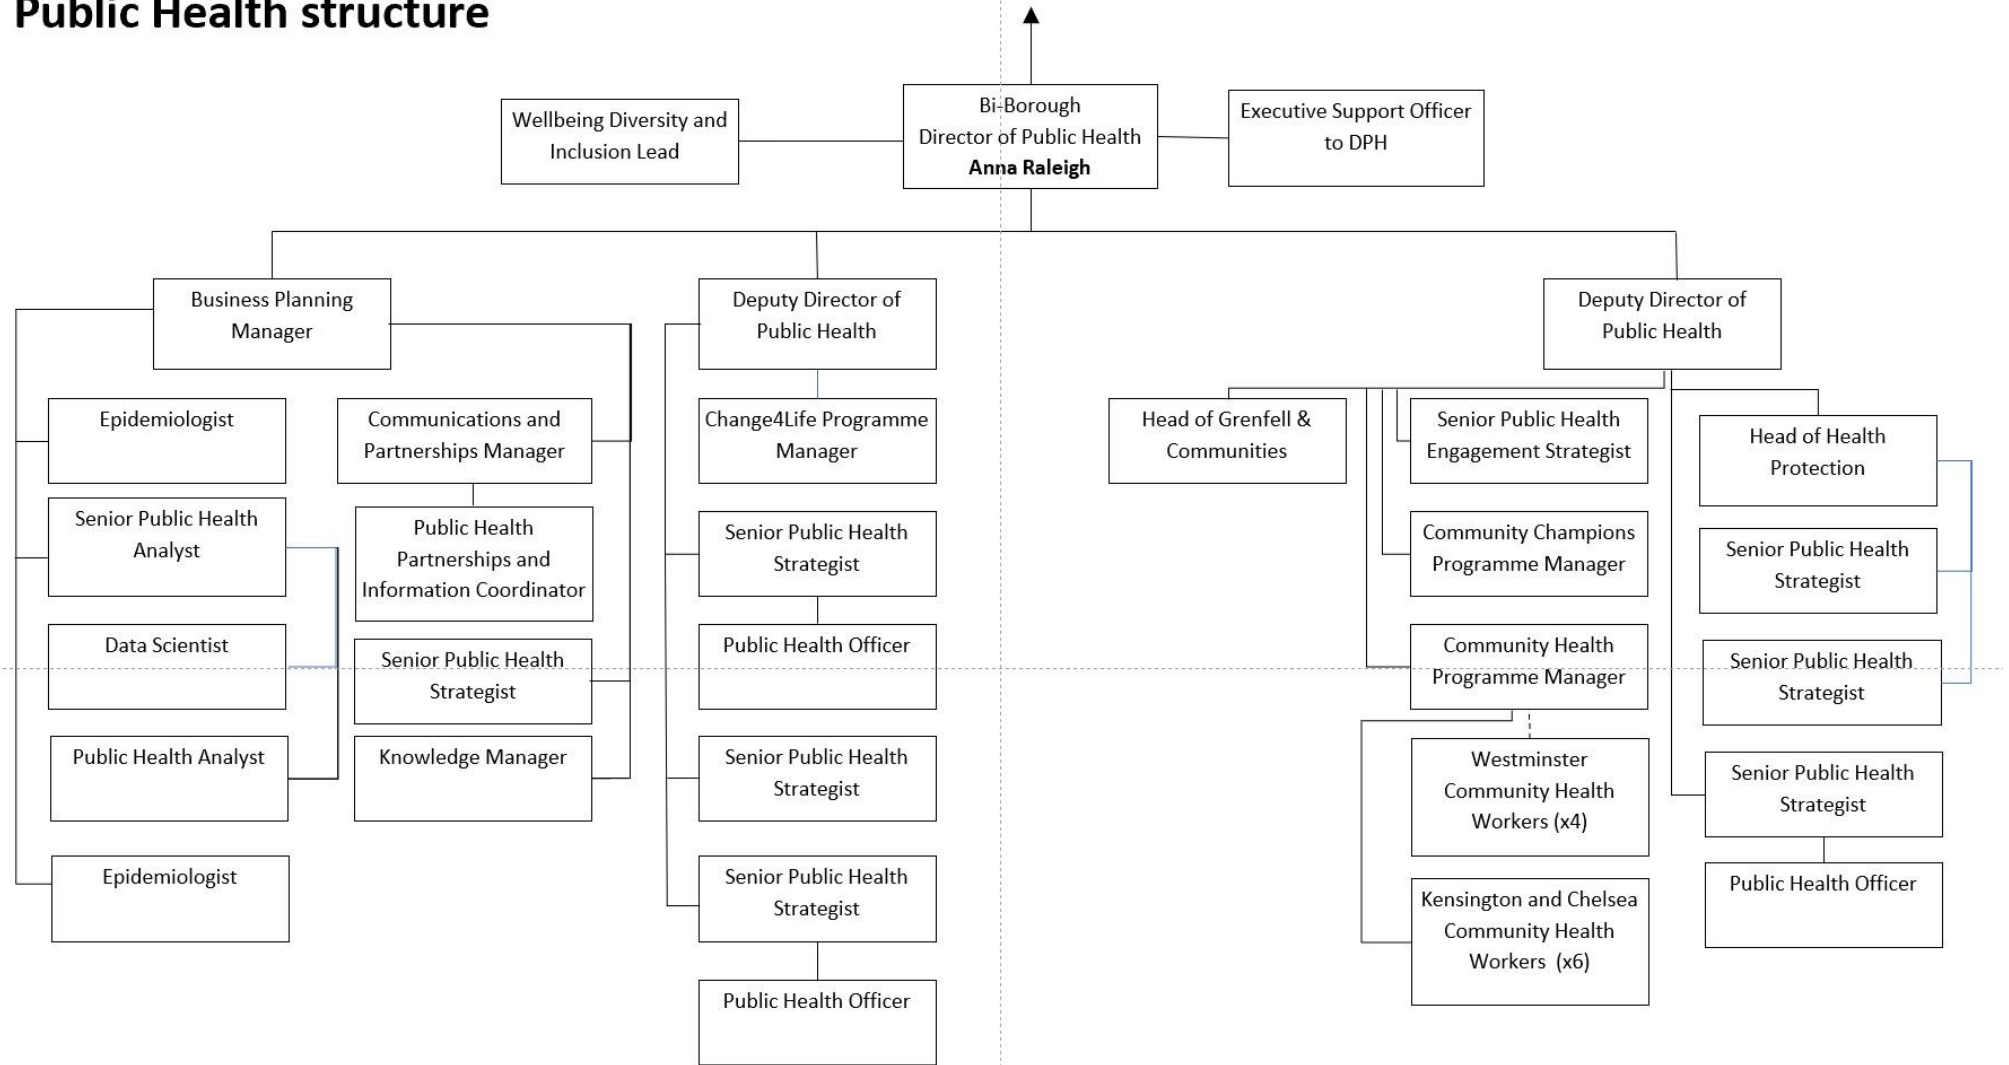 Public Health structure
Wellbeing Diversity and
Inclusion Lead
Bi-Borough
Director of Public Health
Anna Raleigh
Executive Support Officer
to DPH
Business Planning
Manager
Deputy Director of
Public Health
Deputy Director of
Public Health
Epidemiologist
Senior Public Health
Analyst
Data Scientist
Public Health Analyst
Epidemiologist
Communications and
Partnerships Manager
Public Health
Partnerships and
Information Coordinator
Senior Public Health
Strategist
Knowledge Manager
Change4Life Programme
Manager
Senior Public Health
Strategist
Public Health Officer
Senior Public Health
Strategist
Senior Public Health
Strategist
Public Health Officer
Head of Grenfell &
Communities
Senior Public Health
Engagement Strategist
Community Champions
Programme Manager
Community Health
Programme Manager
Westminster
Community Health
Workers (x4)
Kensington and Chelsea
Community Health
Workers (x6)
Head of Health
Protection
Senior Public Health
Strategist
Senior Public Health
Strategist
Senior Public Health
Strategist
Public Health Officer